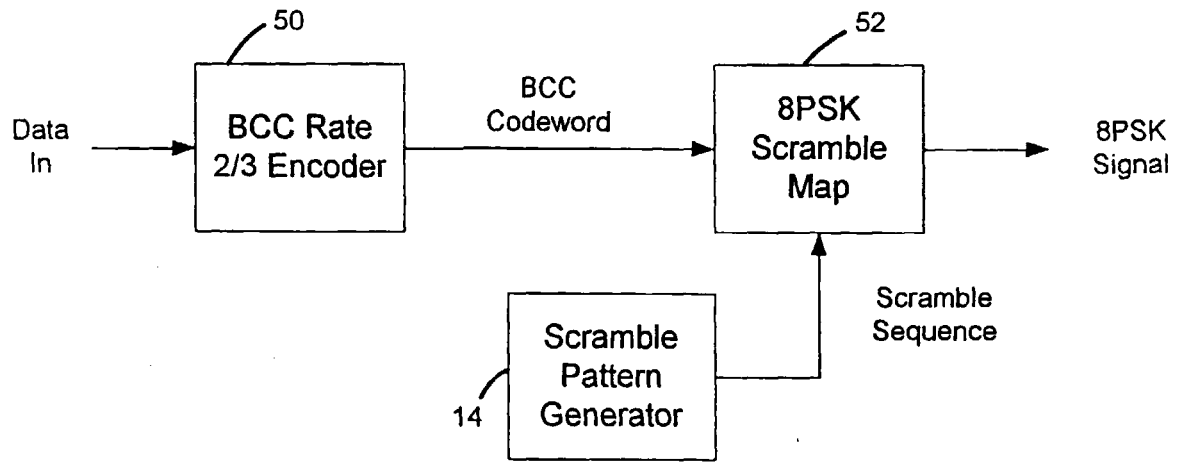 50
52
Data
In
BCC Rate
2/3 Encoder
BCC
Codeword
8PSK
Scramble
Map
8PSK
Signal
Scramble
Pattern
Generator
14
Scramble
Sequence